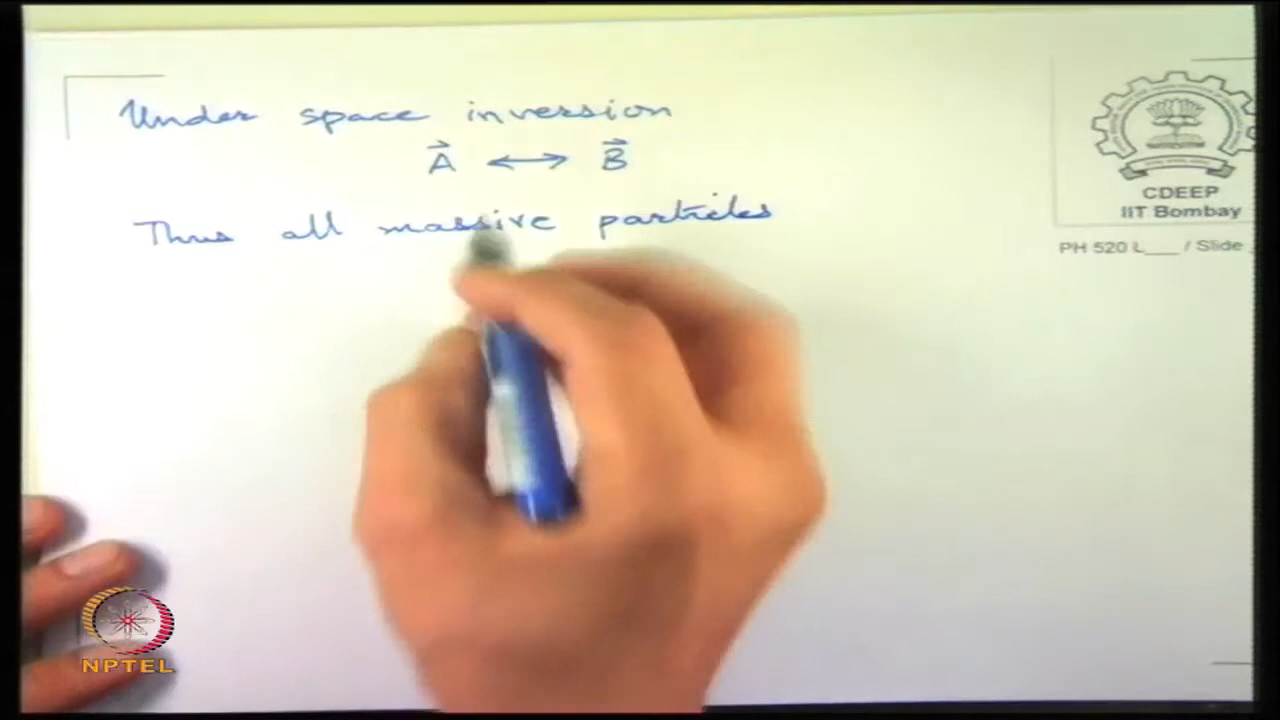 Under space inversion
A⃗ ↔ B⃗
Thus all massive particles
CDEEP
IIT Bombay
PH 520 L___ / Slide
NPTEL